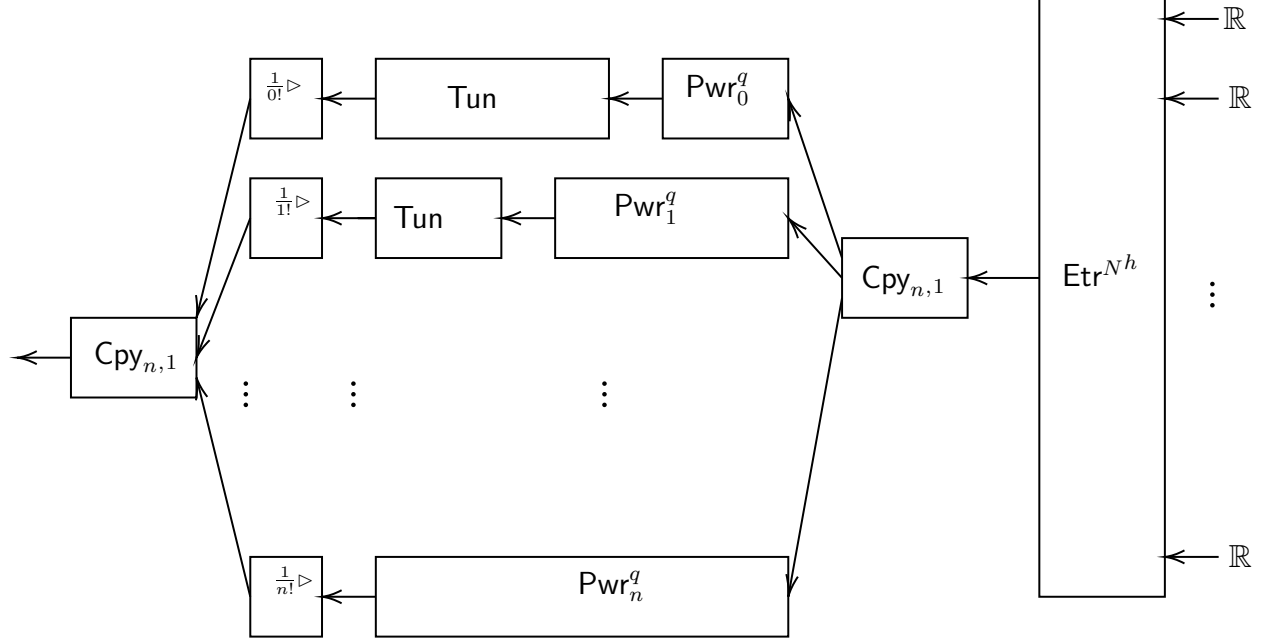 ℝ
1/0! ▷ Tun Pwr_0^q ℝ
1/1! ▷ Tun Pwr_1^q
Cpy_{n,1} Etr^{N^h} ⋮
Cpy_{n,1}
⋮ ⋮ ⋮
1/n! ▷ Pwr_n^q ℝ